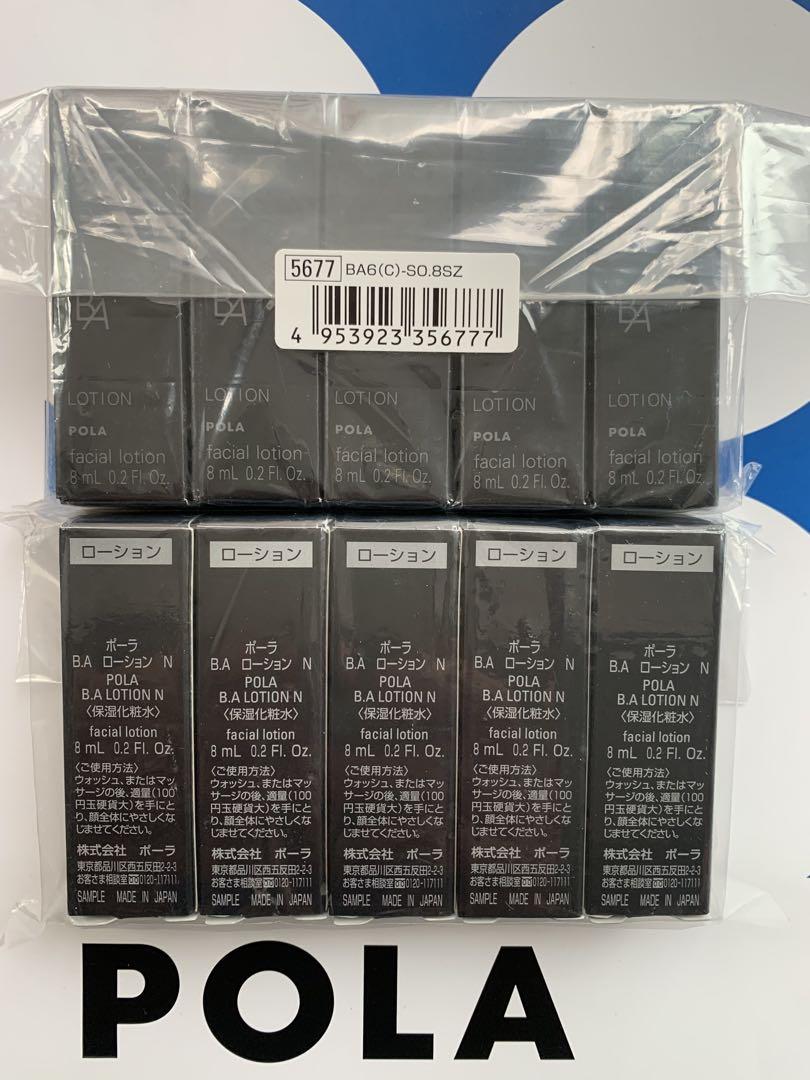 5677 BA6(C)-S0.8SZ
4 953923 356777
BA
LOTION
POLA
facial lotion
8 mL 0.2 Fl. Oz.
BA
LOTION
POLA
facial lotion
8 mL 0.2 Fl. Oz.
LOTION
POLA
facial lotion
8 mL 0.2 Fl. Oz.
LOTION
POLA
facial lotion
8 mL 0.2 Fl. Oz.
BA
LOTION
POLA
facial lotion
8 mL 0.2 Fl. Oz.
ローション
ポーラ
B.A ローション N
POLA
B.A LOTION N
〈保湿化粧水〉
facial lotion
8 mL 0.2 Fl. Oz.
〈ご使用方法〉
ウォッシュ、またはマッ
サージの後、適量(100
円玉硬貨大)を手にと
り、顔全体にやさしくな
じませてください。
株式会社 ポーラ
東京都品川区西五反田2-2-3
お客さま相談室 0120-117111
SAMPLE MADE IN JAPAN
ローション
ポーラ
B.A ローション N
POLA
B.A LOTION N
〈保湿化粧水〉
facial lotion
8 mL 0.2 Fl. Oz.
〈ご使用方法〉
ウォッシュ、またはマッ
サージの後、適量(100
円玉硬貨大)を手にと
り、顔全体にやさしくな
じませてください。
株式会社 ポーラ
東京都品川区西五反田2-2-3
お客さま相談室 0120-117111
SAMPLE MADE IN JAPAN
ローション
ポーラ
B.A ローション N
POLA
B.A LOTION N
〈保湿化粧水〉
facial lotion
8 mL 0.2 Fl. Oz.
〈ご使用方法〉
ウォッシュ、またはマッ
サージの後、適量(100
円玉硬貨大)を手にと
り、顔全体にやさしくな
じませてください。
株式会社 ポーラ
東京都品川区西五反田2-2-3
お客さま相談室 0120-117111
SAMPLE MADE IN JAPAN
ローション
ポーラ
B.A ローション N
POLA
B.A LOTION N
〈保湿化粧水〉
facial lotion
8 mL 0.2 Fl. Oz.
〈ご使用方法〉
ウォッシュ、またはマッ
サージの後、適量(100
円玉硬貨大)を手にと
り、顔全体にやさしくな
じませてください。
株式会社 ポーラ
東京都品川区西五反田2-2-3
お客さま相談室 0120-117111
SAMPLE MADE IN JAPAN
ローション
ポーラ
B.A ローション N
POLA
B.A LOTION N
〈保湿化粧水〉
facial lotion
8 mL 0.2 Fl. Oz.
〈ご使用方法〉
ウォッシュ、またはマッ
サージの後、適量(100
円玉硬貨大)を手にと
り、顔全体にやさしくな
じませてください。
株式会社 ポーラ
東京都品川区西五反田2-2-3
お客さま相談室 0120-117111
SAMPLE MADE IN JAPAN
POLA